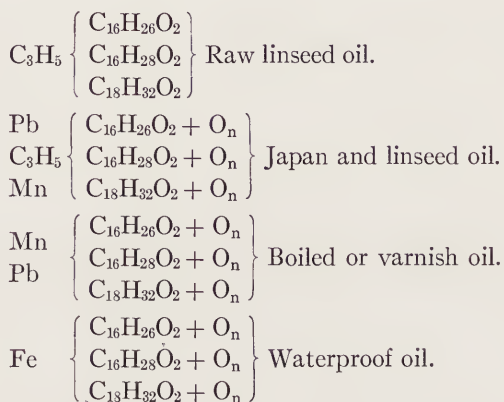 C₁₆H₂₆O₂
C₃H₅ C₁₆H₂₈O₂ Raw linseed oil.
C₁₈H₃₂O₂
Pb C₁₆H₂₆O₂ + Oₙ
C₃H₅ C₁₆H₂₈O₂ + Oₙ Japan and linseed oil.
Mn C₁₈H₃₂O₂ + Oₙ
Mn C₁₆H₂₆O₂ + Oₙ
Pb C₁₆H₂₈O₂ + Oₙ Boiled or varnish oil.
C₁₈H₃₂O₂ + Oₙ
C₁₆H₂₆O₂ + Oₙ
Fe C₁₆H₂₈O₂ + Oₙ Waterproof oil.
C₁₈H₃₂O₂ + Oₙ